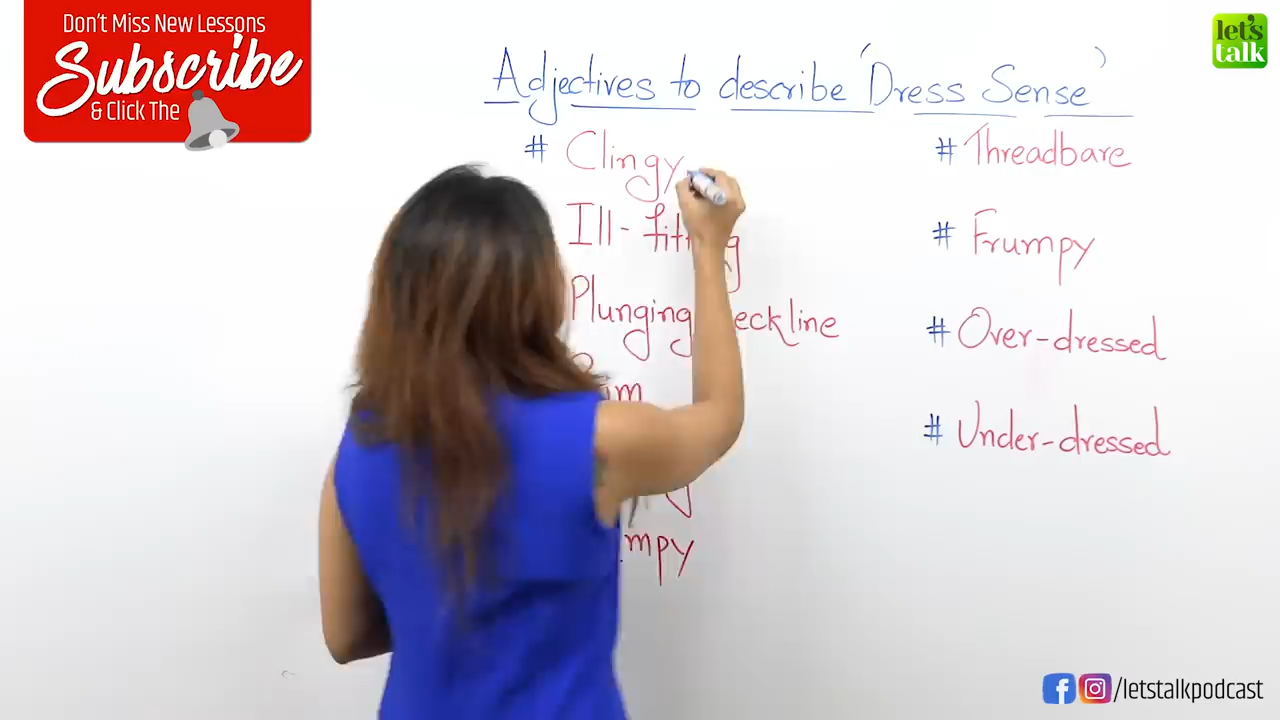 Don't Miss New Lessons
Subscribe
& Click The
let's
talk
Adjectives to describe 'Dress Sense'
# Clingy
Ill-
Plunging
# Threadbare
# Frumpy
# Over-dressed
# Under-dressed
/letstalkpodcast